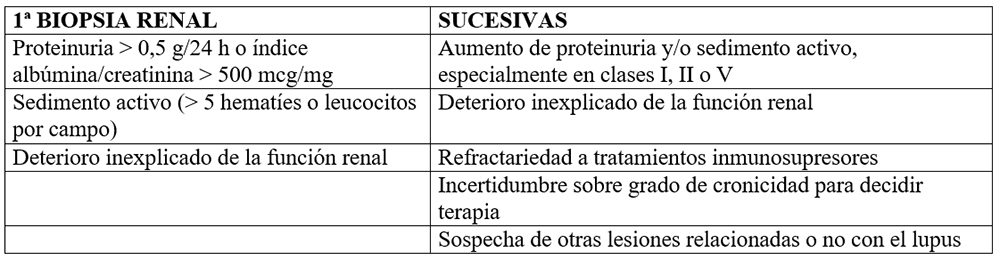 1ª BIOPSIA RENAL
SUCESIVAS
Proteinuria > 0,5 g/24 h o índice
albúmina/creatinina > 500 mcg/mg
Aumento de proteinuria y/o sedimento activo,
especialmente en clases I, II o V
Sedimento activo (> 5 hematíes o leucocitos
por campo)
Deterioro inexplicado de la función renal
Deterioro inexplicado de la función renal
Refractariedad a tratamientos inmunosupresores
Incertidumbre sobre grado de cronicidad para decidir
terapia
Sospecha de otras lesiones relacionadas o no con el lupus